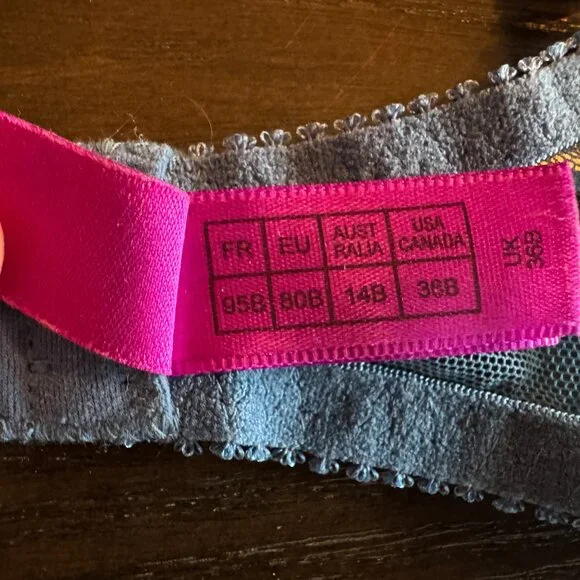 FR EU AUST RALIA USA CANADA
95B 80B 14B 36B
UK
36B